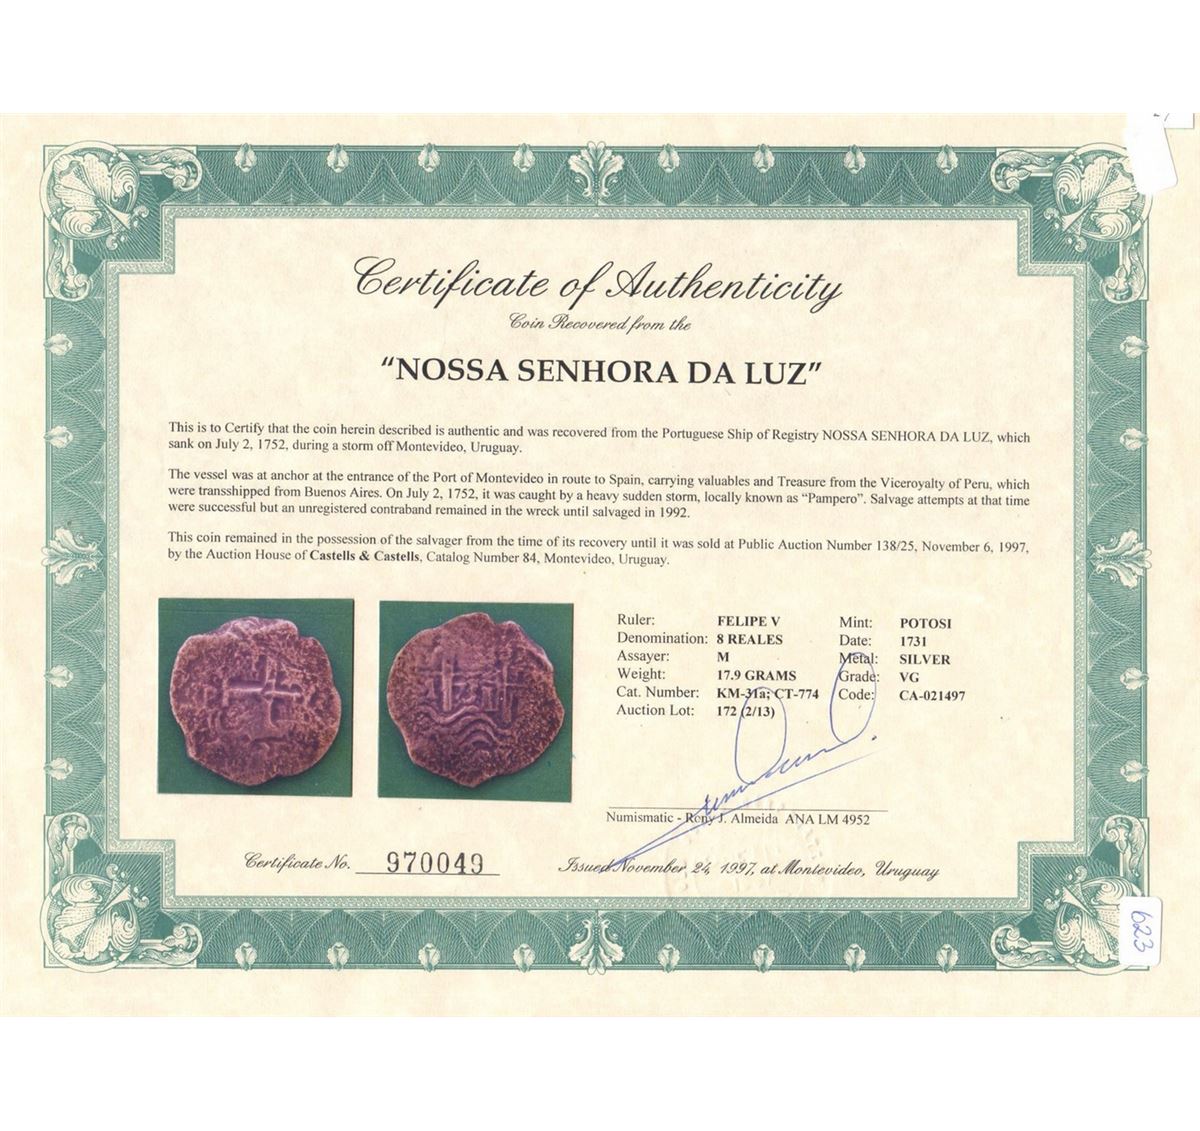 Certificate of Authenticity
Coin Recovered from the
“NOSSA SENHORA DA LUZ”
This is to Certify that the coin herein described is authentic and was recovered from the Portuguese Ship of Registry NOSSA SENHORA DA LUZ, which
sank on July 2, 1752, during a storm off Montevideo, Uruguay.
The vessel was at anchor at the entrance of the Port of Montevideo in route to Spain, carrying valuables and Treasure from the Viceroyalty of Peru, which
were transshipped from Buenos Aires. On July 2, 1752, it was caught by a heavy sudden storm, locally known as “Pampero”. Salvage attempts at that time
were successful but an unregistered contraband remained in the wreck until salvaged in 1992.
This coin remained in the possession of the salvager from the time of its recovery until it was sold at Public Auction Number 138/25, November 6, 1997,
by the Auction House of Castells & Castells, Catalog Number 84, Montevideo, Uruguay.
Ruler: FELIPE V Mint: POTOSI
Denomination: 8 REALES Date: 1731
Assayer: M Metal: SILVER
Weight: 17.9 GRAMS Grade: VG
Cat. Number: KM-31a; CT-774 Code: CA-021497
Auction Lot: 172 (2/13)
Numismatic - Rony J. Almeida ANA LM 4952
Certificate No. 970049 Issued November 24, 1997, at Montevideo, Uruguay
623